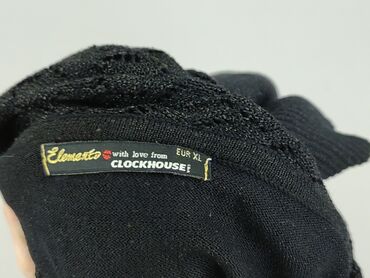 Elements with love from EUR XL
CLOCKHOUSE